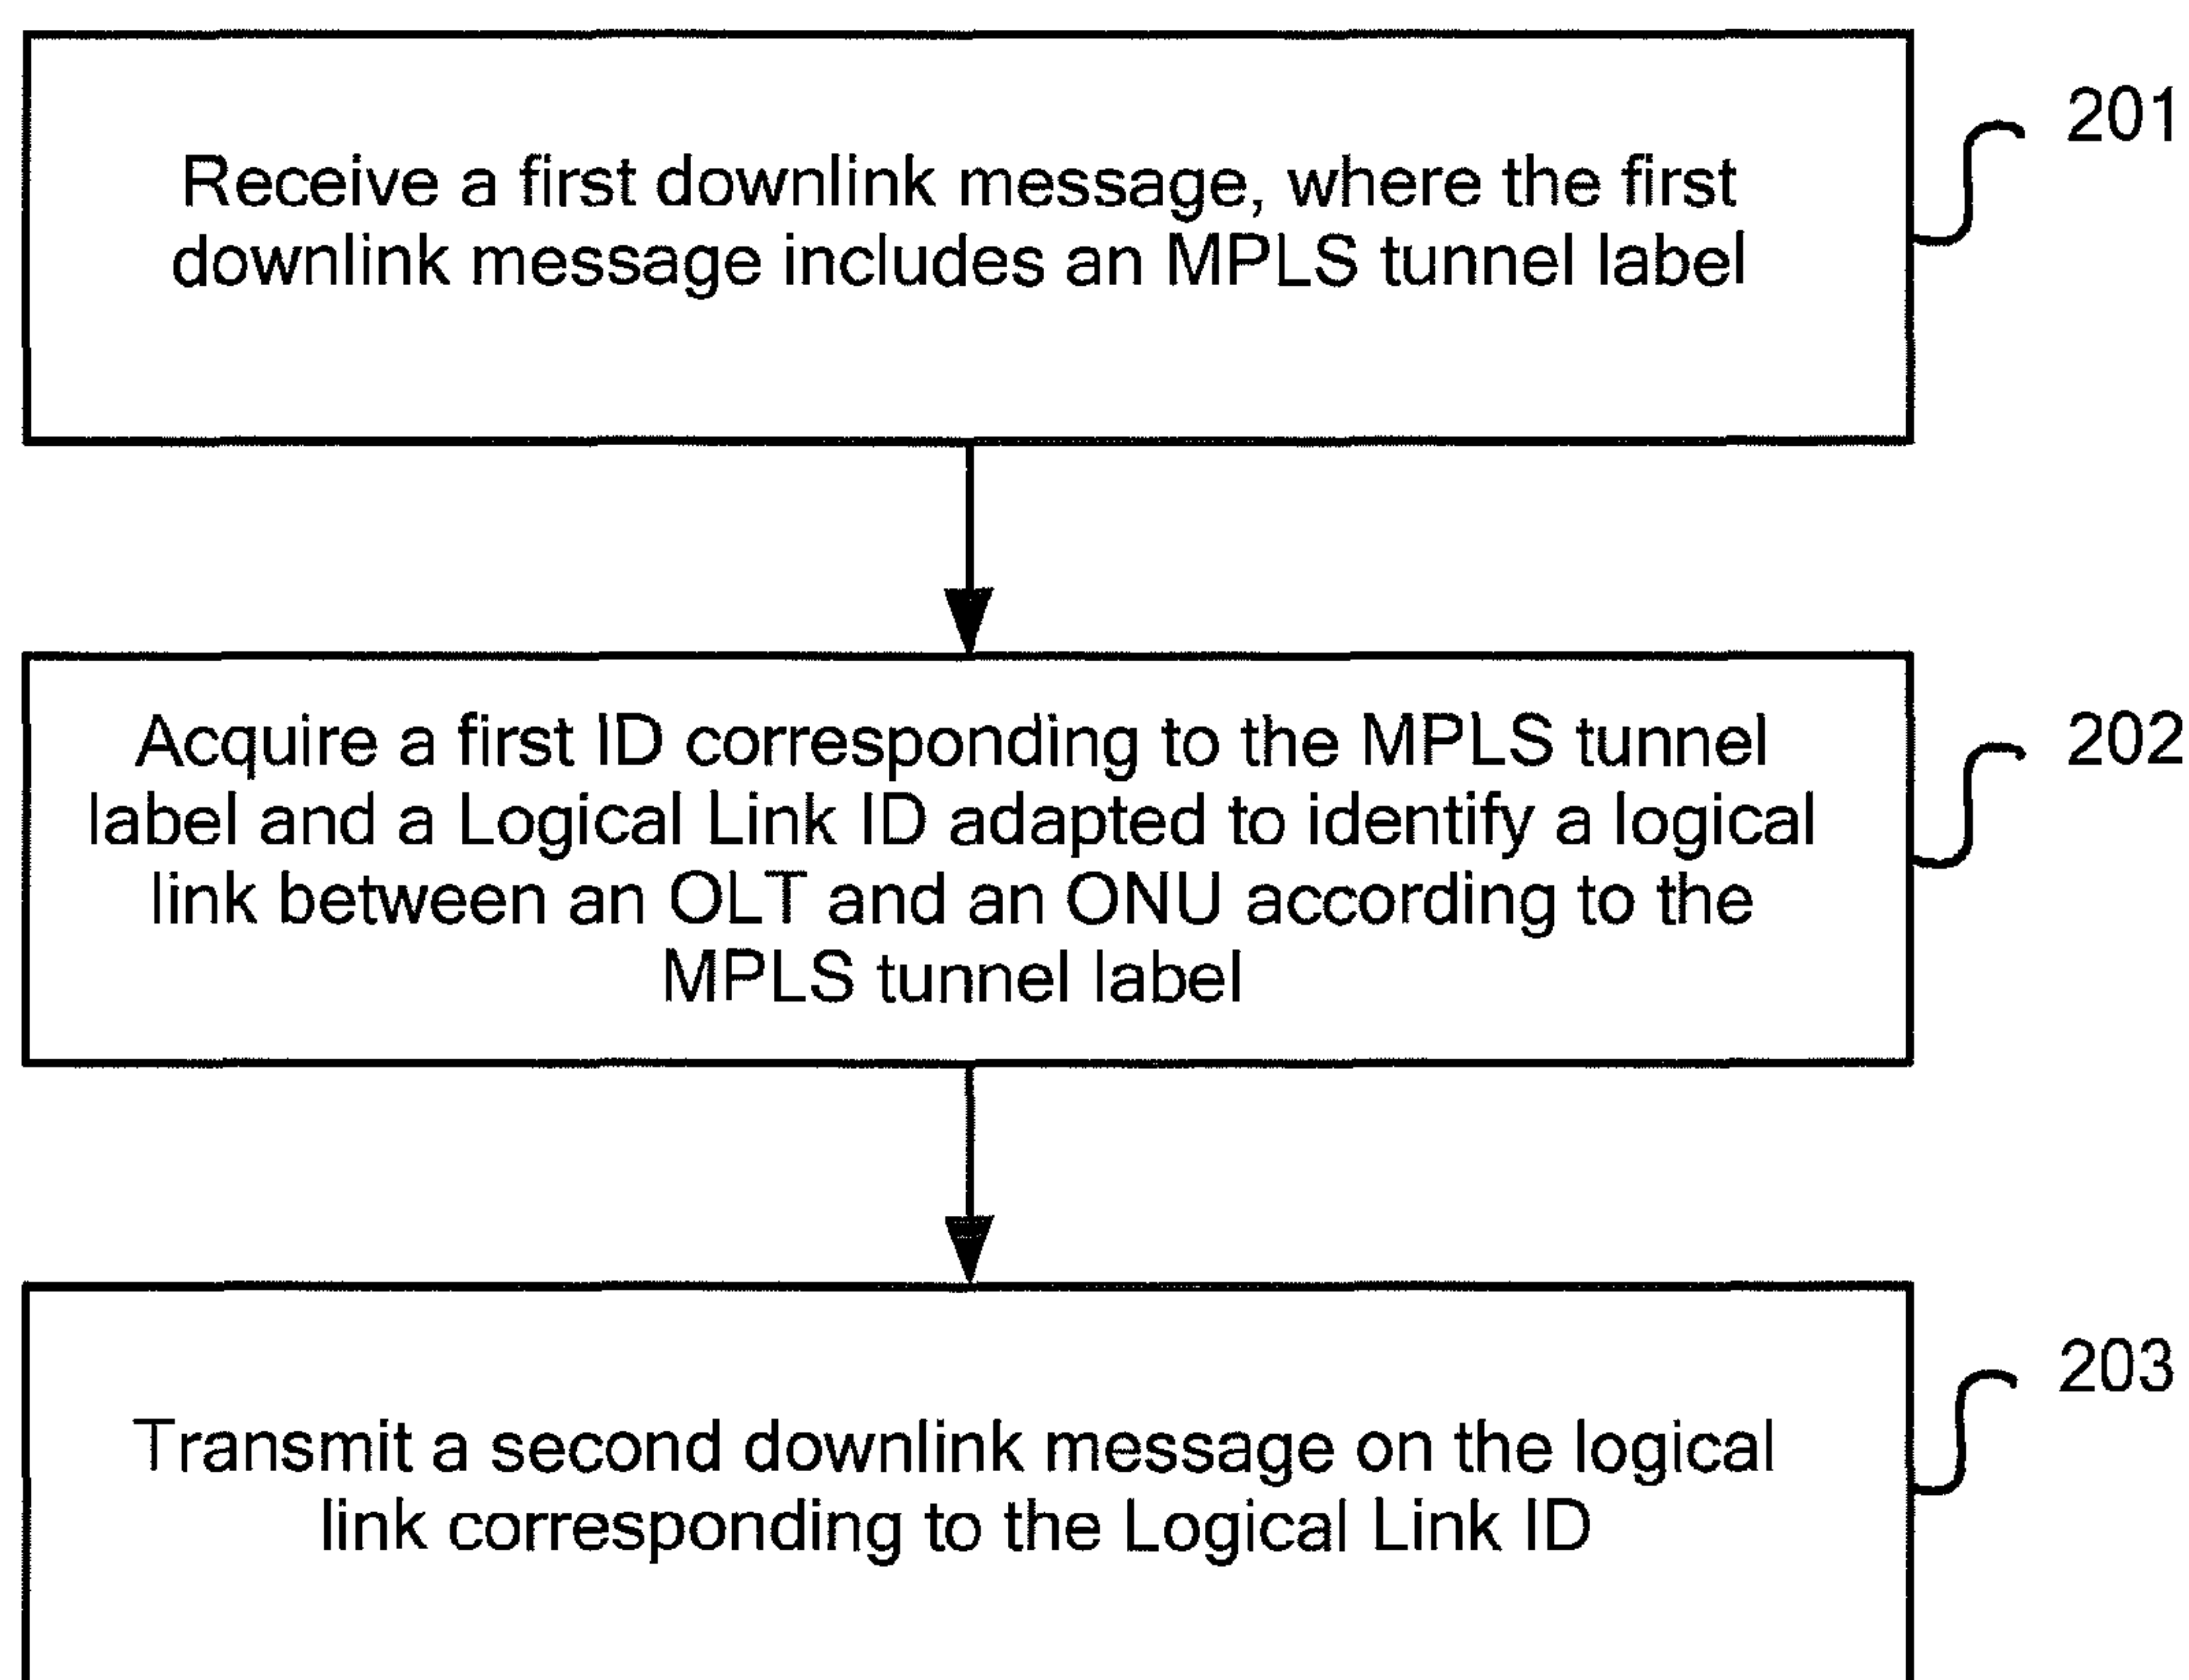 201
Receive a first downlink message, where the first
downlink message includes an MPLS tunnel label
202
Acquire a first ID corresponding to the MPLS tunnel
label and a Logical Link ID adapted to identify a logical
link between an OLT and an ONU according to the
MPLS tunnel label
203
Transmit a second downlink message on the logical
link corresponding to the Logical Link ID